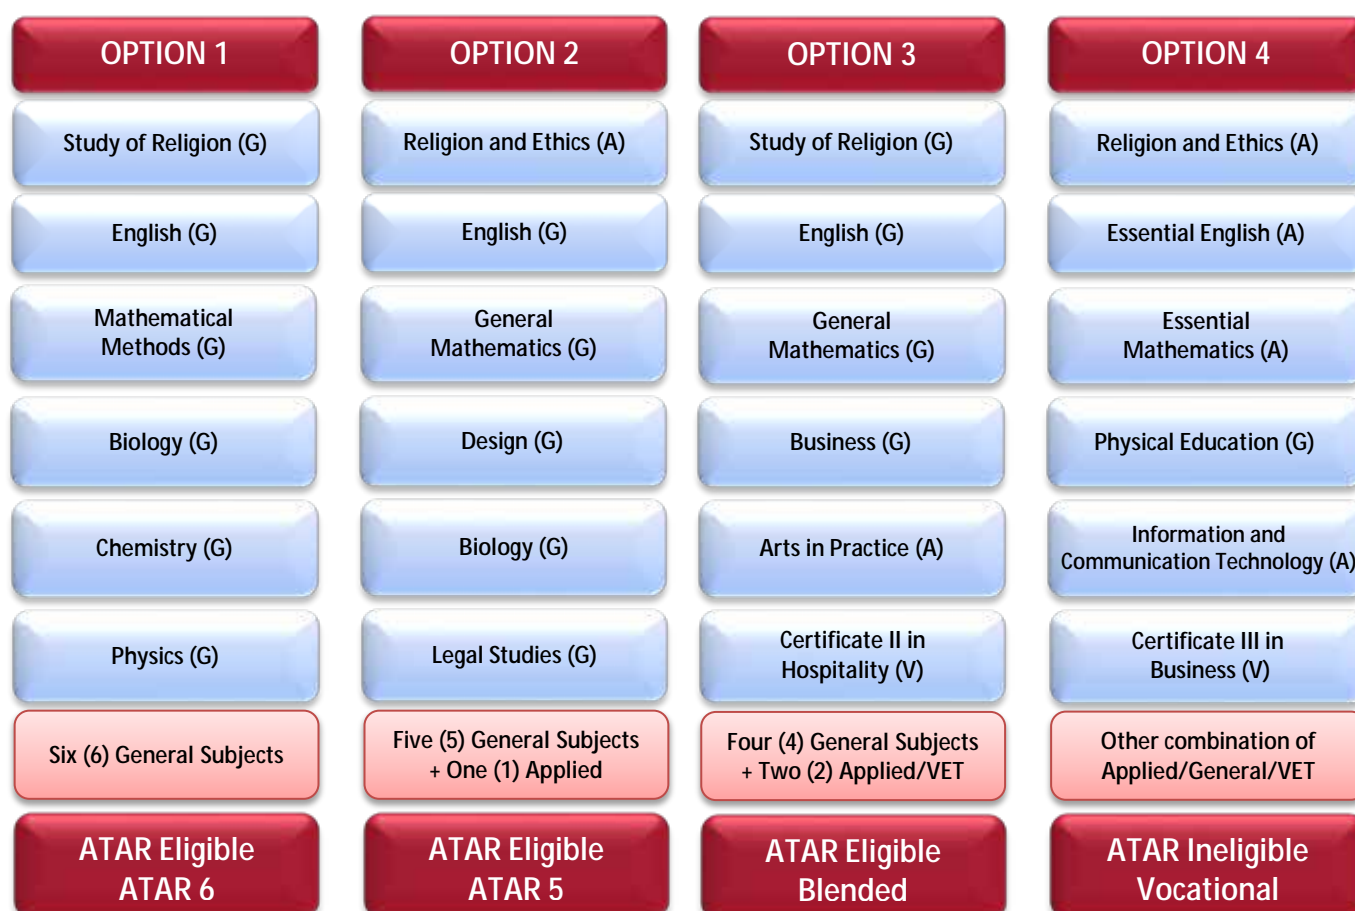 OPTION 1
Study of Religion (G)
English (G)
Mathematical
Methods (G)
Biology (G)
Chemistry (G)
Physics (G)
Six (6) General Subjects
ATAR Eligible
ATAR 6
OPTION 2
Religion and Ethics (A)
English (G)
General
Mathematics (G)
Design (G)
Biology (G)
Legal Studies (G)
Five (5) General Subjects
+ One (1) Applied
ATAR Eligible
ATAR 5
OPTION 3
Study of Religion (G)
English (G)
General
Mathematics (G)
Business (G)
Arts in Practice (A)
Certificate II in
Hospitality (V)
Four (4) General Subjects
+ Two (2) Applied/VET
ATAR Eligible
Blended
OPTION 4
Religion and Ethics (A)
Essential English (A)
Essential
Mathematics (A)
Physical Education (G)
Information and
Communication Technology (A)
Certificate III in
Business (V)
Other combination of
Applied/General/VET
ATAR Ineligible
Vocational